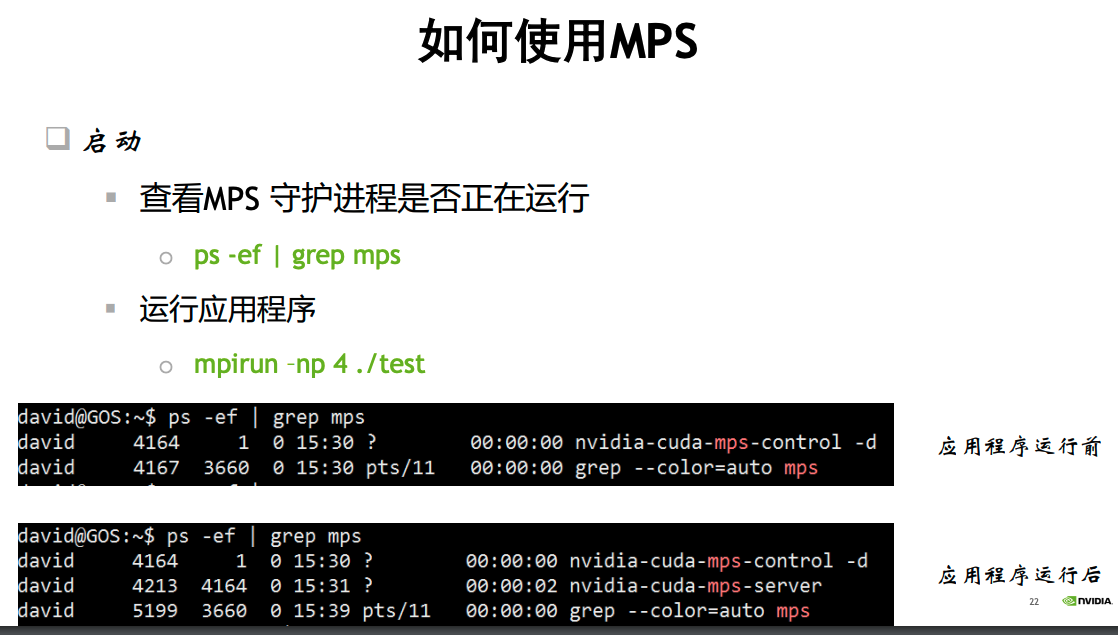 如何使用MPS
启动
查看MPS 守护进程是否正在运行
ps -ef | grep mps
运行应用程序
mpirun –np 4 ./test
david@GOS:~$ ps -ef | grep mps
david 4164 1 0 15:30 ? 00:00:00 nvidia-cuda-mps-control -d
david 4167 3660 0 15:30 pts/11 00:00:00 grep --color=auto mps
应用程序运行前
david@GOS:~$ ps -ef | grep mps
david 4164 1 0 15:30 ? 00:00:00 nvidia-cuda-mps-control -d
david 4213 4164 0 15:31 ? 00:00:02 nvidia-cuda-mps-server
david 5199 3660 0 15:39 pts/11 00:00:00 grep --color=auto mps
应用程序运行后
22
NVIDIA.